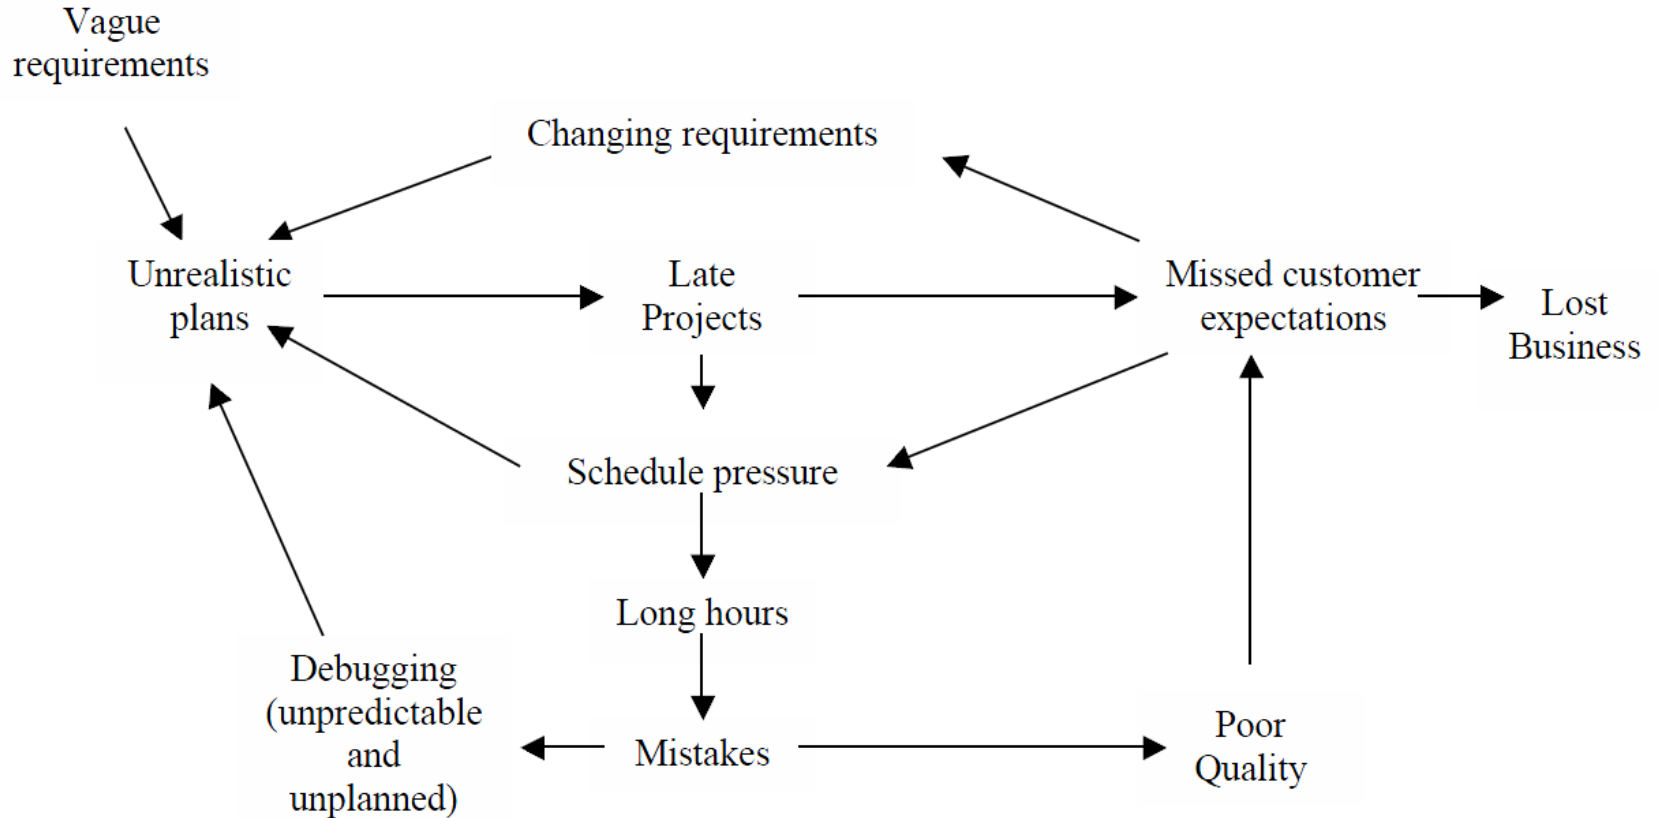 Vague
requirements
Changing requirements
Unrealistic
plans
Late
Projects
Missed customer
expectations
Lost
Business
Schedule pressure
Long hours
Debugging
(unpredictable
and
unplanned)
Mistakes
Poor
Quality